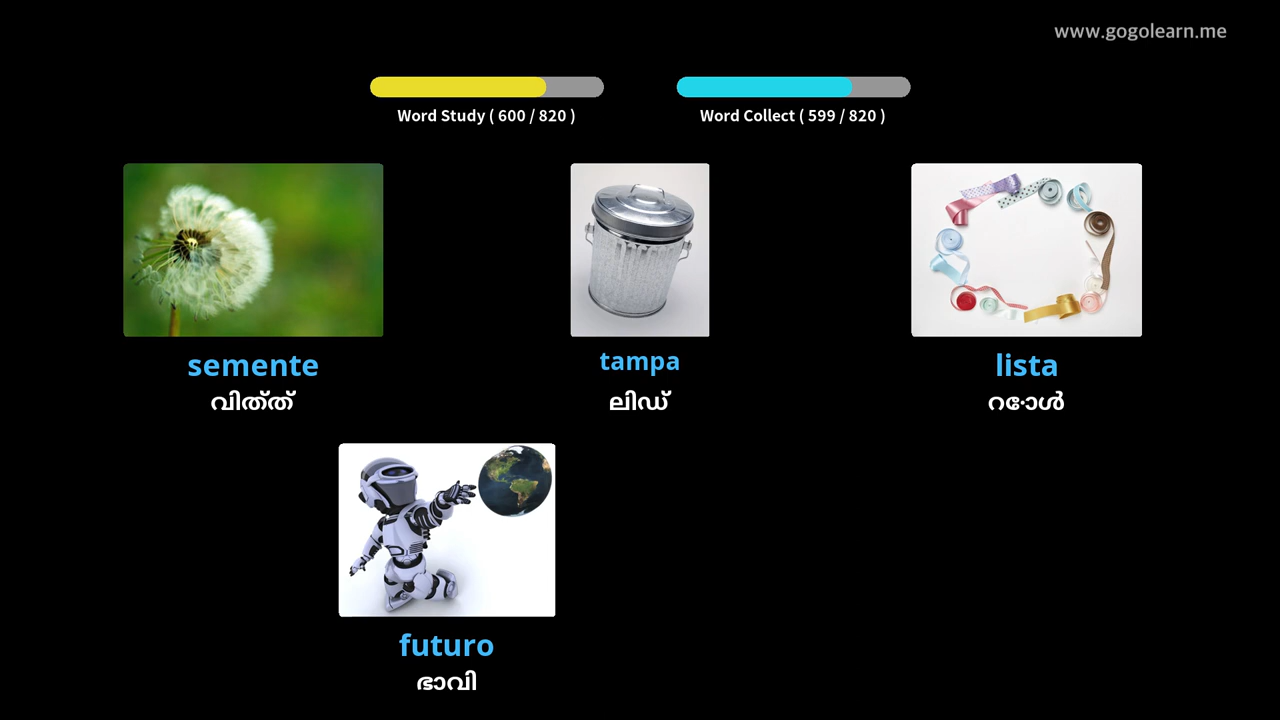 www.gogolearn.me
Word Study ( 600 / 820 )
Word Collect ( 599 / 820 )
semente
വിത്ത്
tampa
ലിഡ്
lista
റോൾ
futuro
ഭാവി